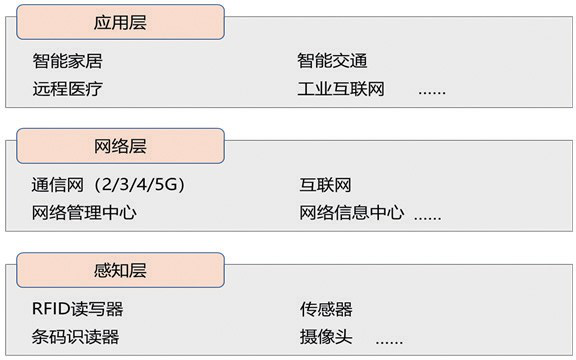 应用层
智能家居 智能交通
远程医疗 工业互联网 ……
网络层
通信网（2/3/4/5G） 互联网
网络管理中心 网络信息中心 ……
感知层
RFID读写器 传感器
条码识读器 摄像头 ……